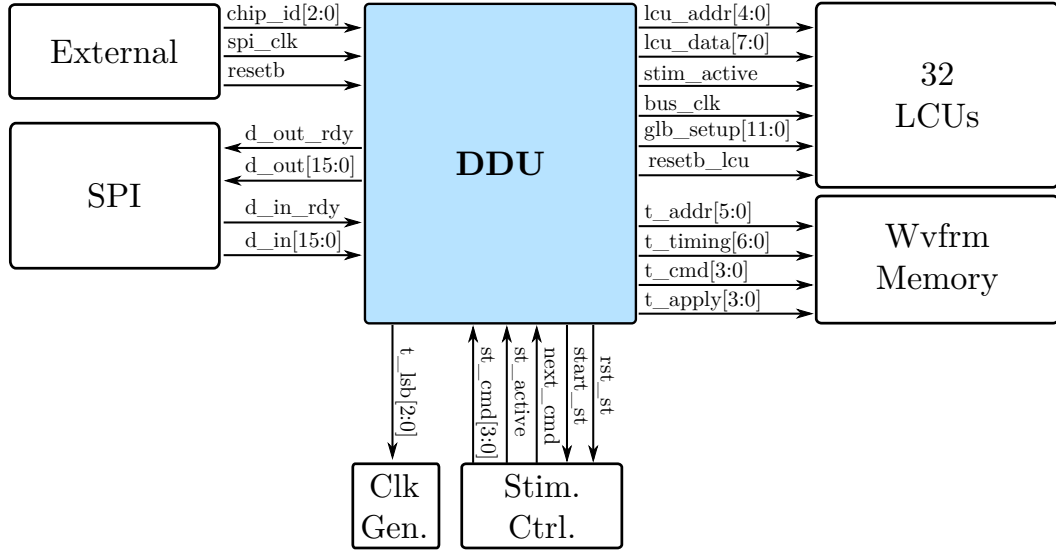 External
chip_id[2:0]
spi_clk
resetb
SPI
d_out_rdy
d_out[15:0]
d_in_rdy
d_in[15:0]
DDU
lcu_addr[4:0]
lcu_data[7:0]
stim_active
bus_clk
glb_setup[11:0]
resetb_lcu
32
LCUs
t_addr[5:0]
t_timing[6:0]
t_cmd[3:0]
t_apply[3:0]
Wvfrm
Memory
t_lsb[2:0]
st_cmd[3:0]
st_active
next_cmd
start_st
rst_st
Clk
Gen.
Stim.
Ctrl.